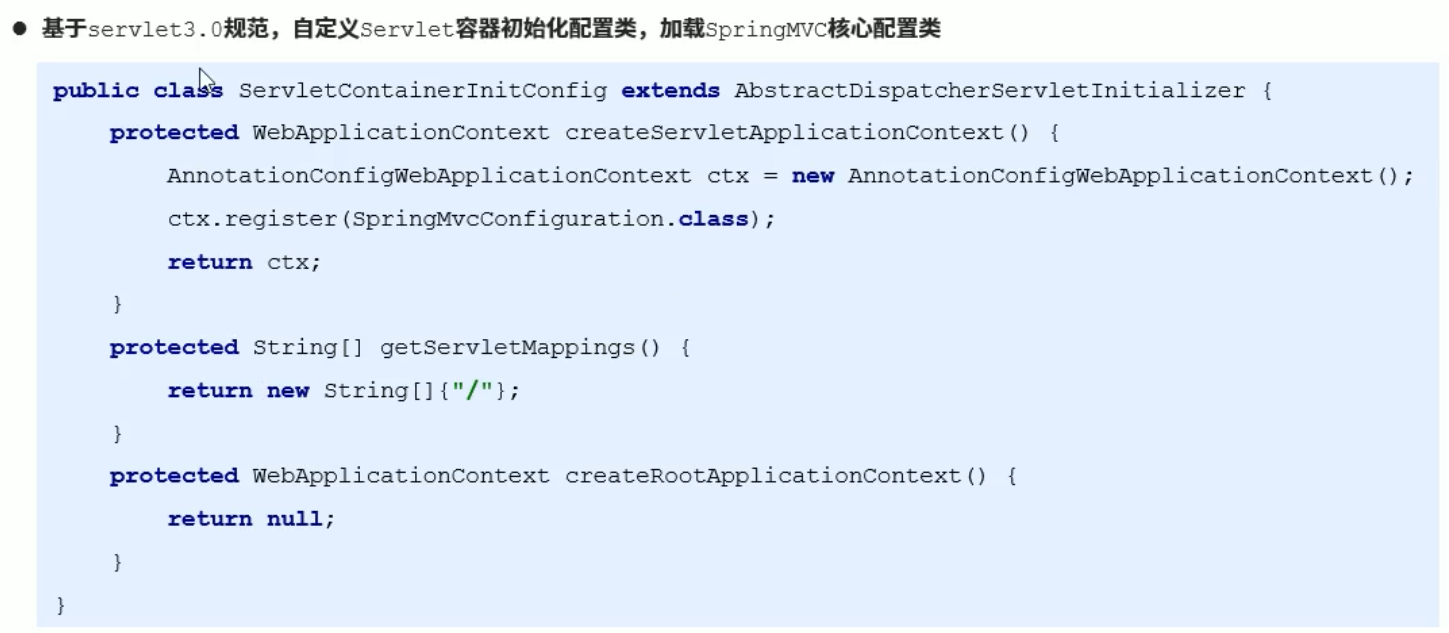 ● 基于servlet3.0规范，自定义Servlet容器初始化配置类，加载SpringMVC核心配置类
public class ServletContainerInitConfig extends AbstractDispatcherServletInitializer {
    protected WebApplicationContext createServletApplicationContext() {
        AnnotationConfigWebApplicationContext ctx = new AnnotationConfigWebApplicationContext();
        ctx.register(SpringMvcConfiguration.class);
        return ctx;
    }
    protected String[] getServletMappings() {
        return new String[]{"/"};
    }
    protected WebApplicationContext createRootApplicationContext() {
        return null;
    }
}